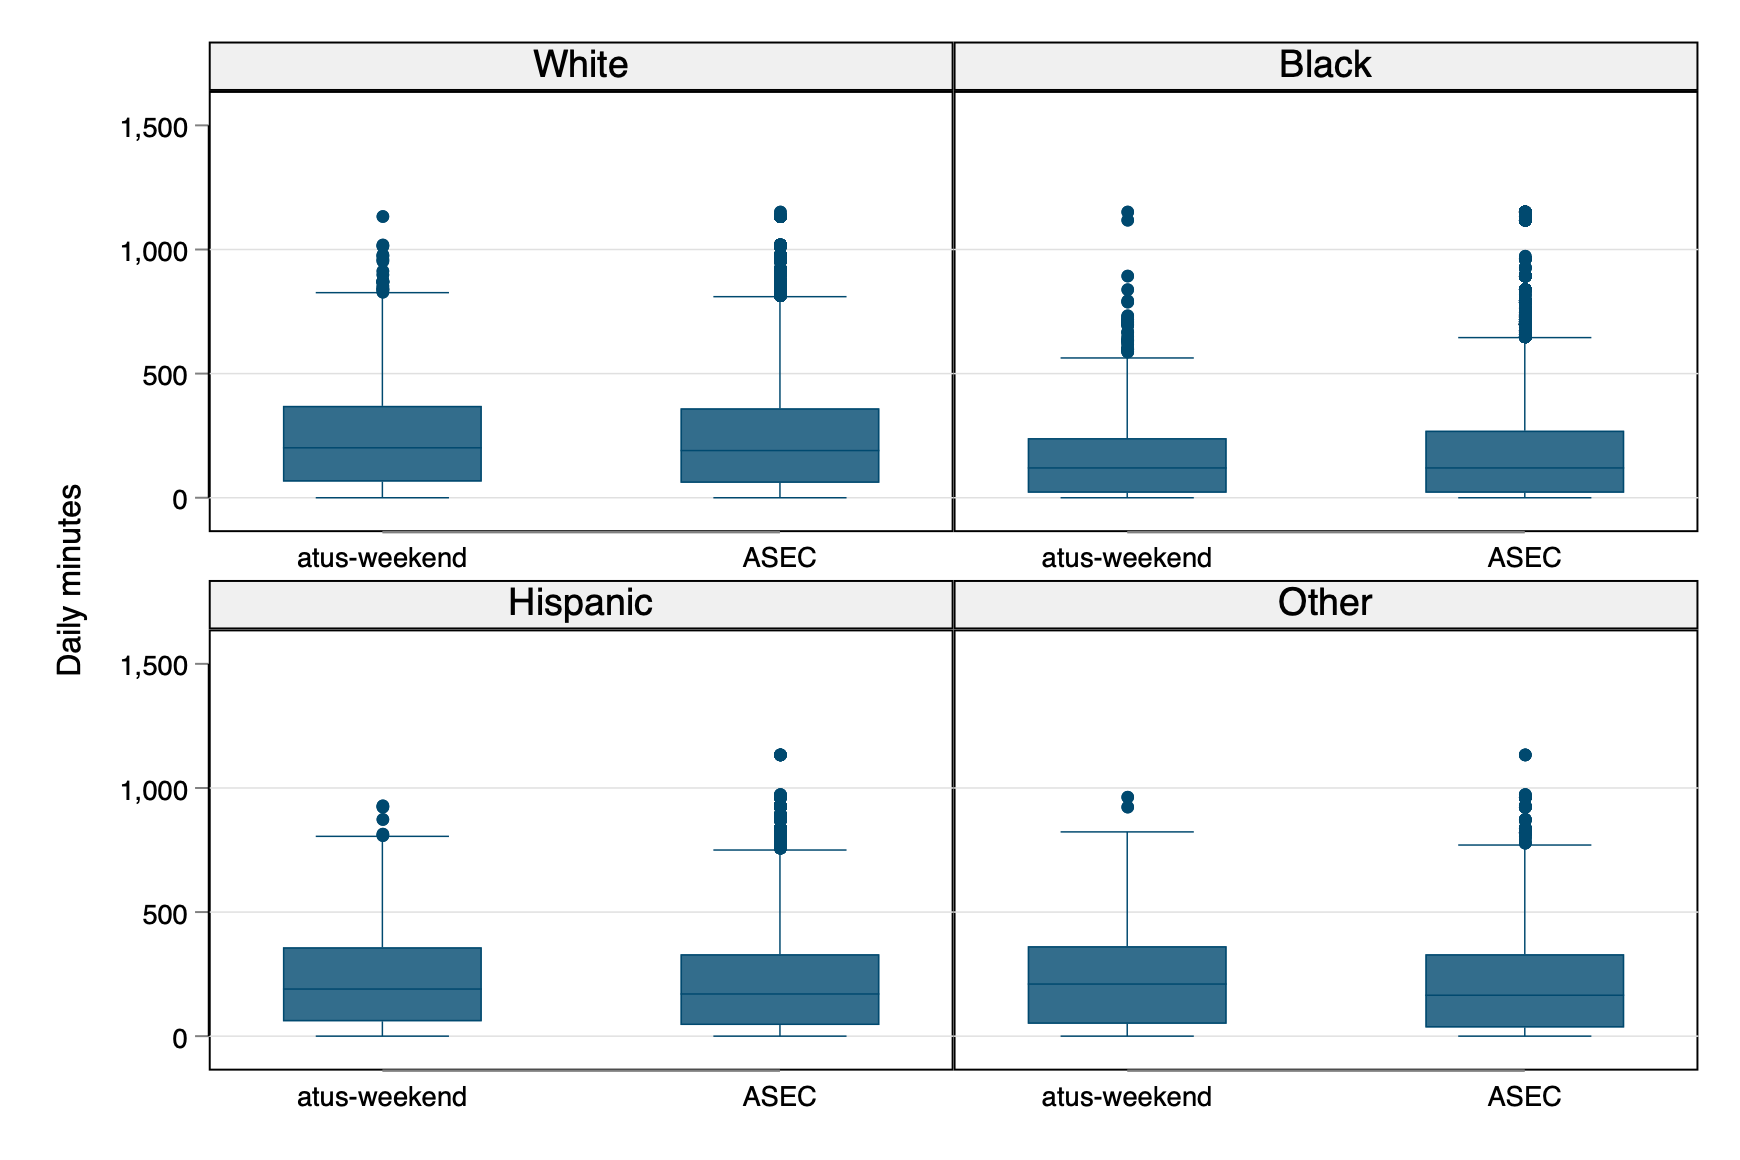 White
Black
1,500
1,000
500
0
atus-weekend
ASEC
atus-weekend
ASEC
Daily minutes
Hispanic
Other
1,500
1,000
500
0
atus-weekend
ASEC
atus-weekend
ASEC